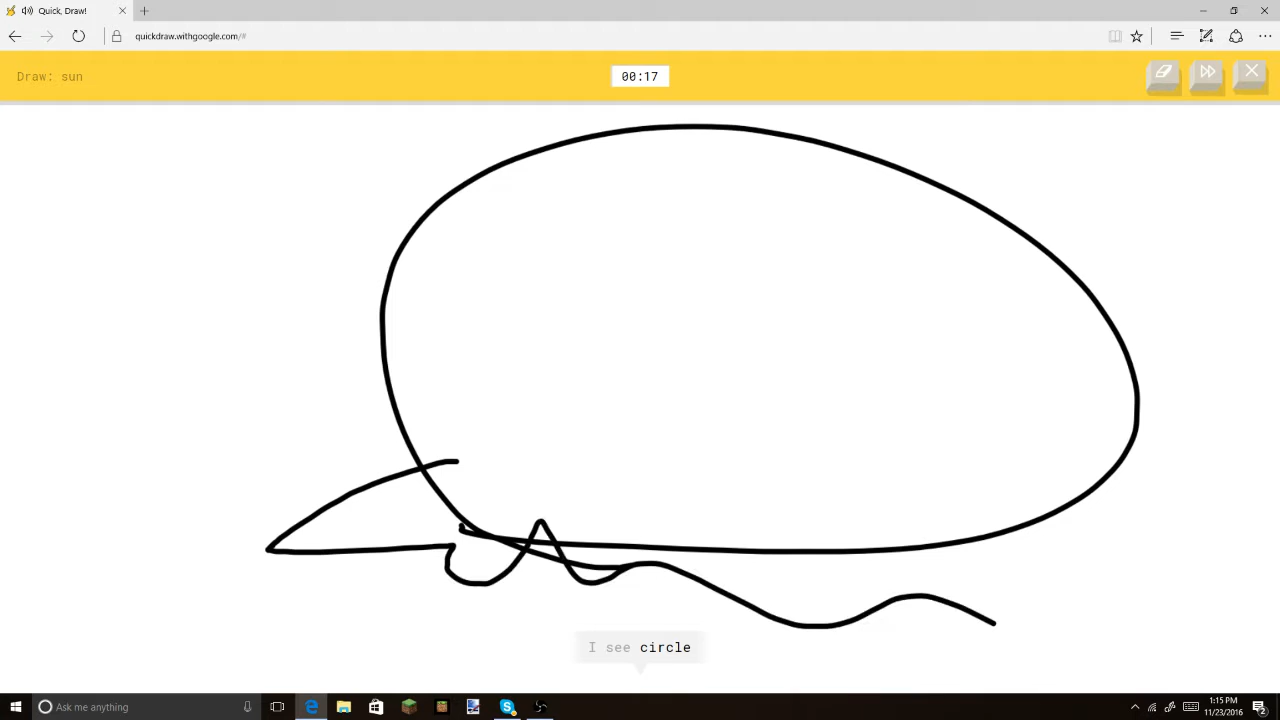 Quick, Draw!
quickdraw.withgoogle.com/#
Draw: sun
00:17
I see circle
Ask me anything
1:15 PM
11/23/2016
2